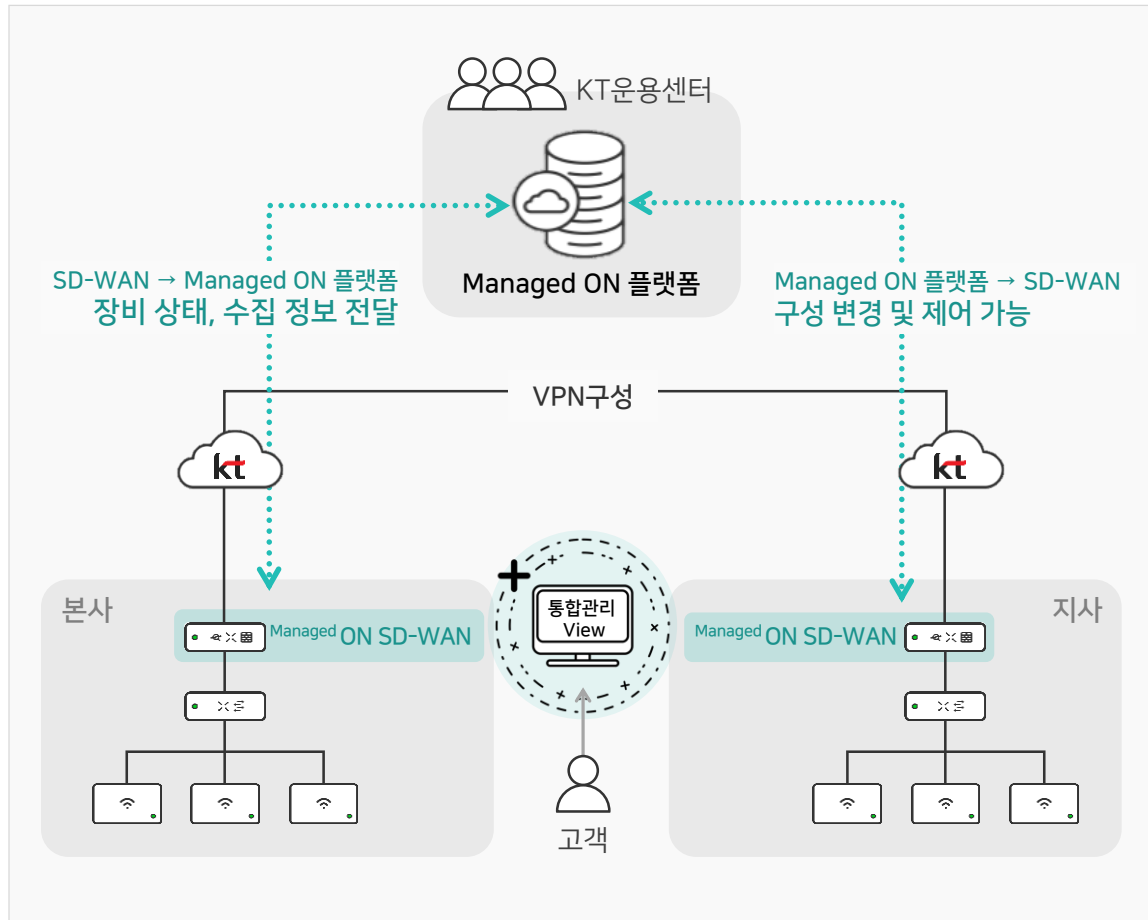 KT운용센터
Managed ON 플랫폼
SD-WAN → Managed ON 플랫폼
장비 상태, 수집 정보 전달
Managed ON 플랫폼 → SD-WAN
구성 변경 및 제어 가능
VPN구성
kt
kt
본사
Managed ON SD-WAN
통합관리
View
지사
Managed ON SD-WAN
고객